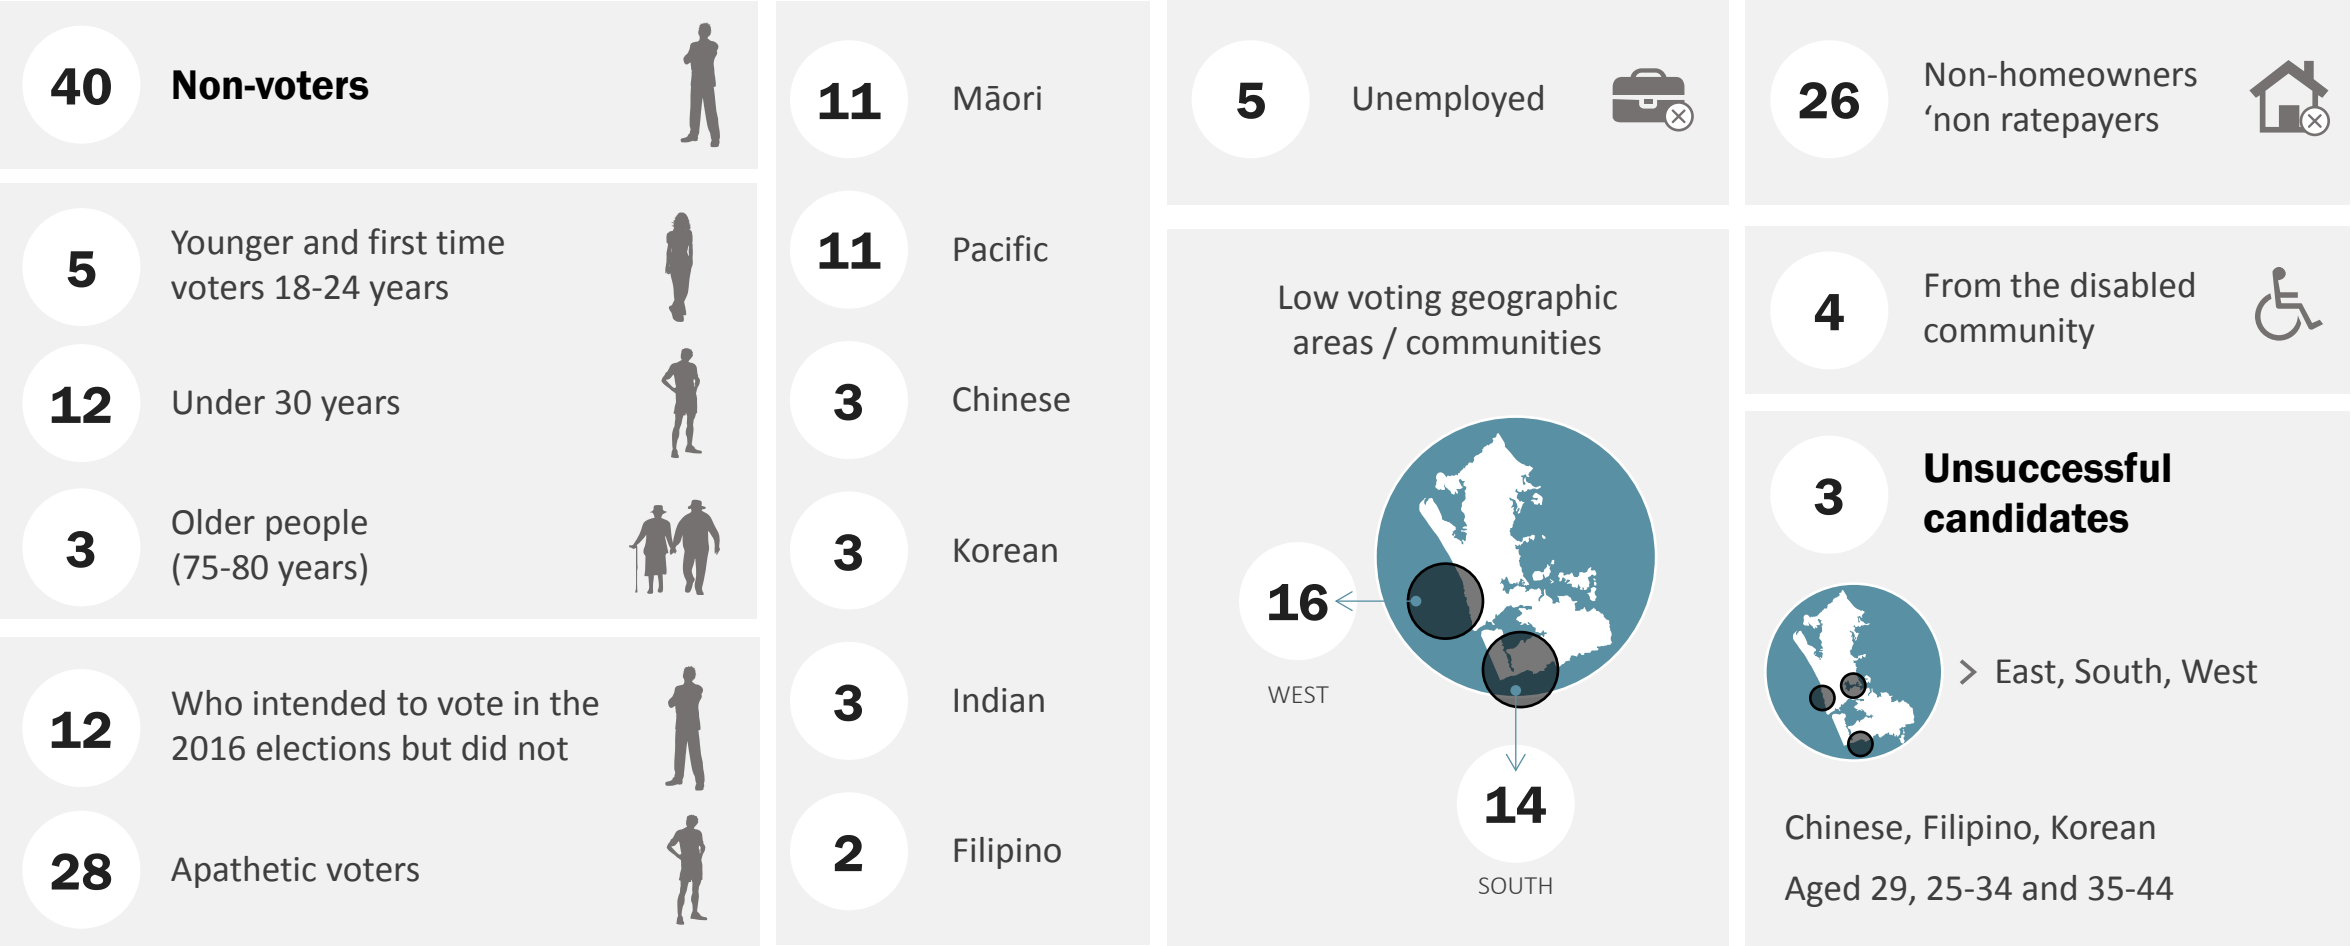 40
Non-voters
5
Younger and first time
voters 18-24 years
12
Under 30 years
3
Older people
(75-80 years)
12
Who intended to vote in the
2016 elections but did not
28
Apathetic voters
11
Māori
11
Pacific
3
Chinese
3
Korean
3
Indian
2
Filipino
5
Unemployed
Low voting geographic
areas / communities
16
WEST
14
SOUTH
26
Non-homeowners
‘non ratepayers
4
From the disabled
community
3
Unsuccessful
candidates
> East, South, West
Chinese, Filipino, Korean
Aged 29, 25-34 and 35-44